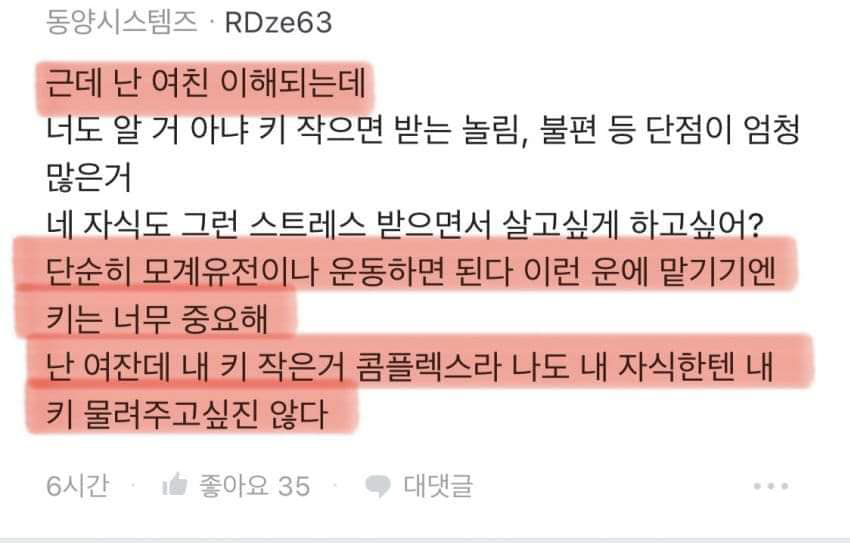 동양시스템즈 · RDze63
근데 난 여친 이해되는데
너도 알 거 아냐 키 작으면 받는 놀림, 불편 등 단점이 엄청
많은거
네 자식도 그런 스트레스 받으면서 살고싶게 하고싶어?
단순히 모계유전이나 운동하면 된다 이런 운에 맡기기엔
키는 너무 중요해
난 여잔데 내 키 작은거 콤플렉스라 나도 내 자식한텐 내
키 물려주고싶진 않다
6시간 · 좋아요 35 · 대댓글